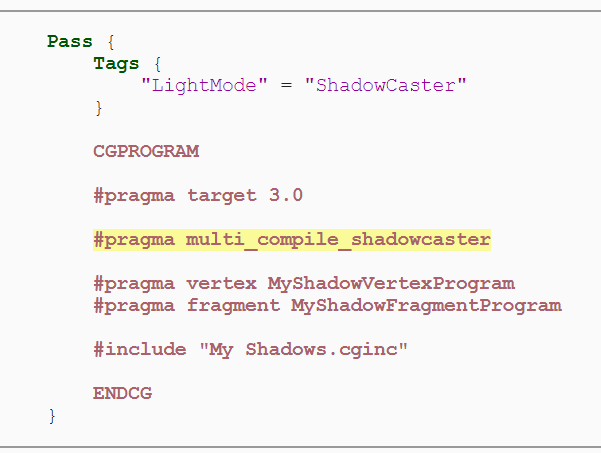 Pass {
Tags {
"LightMode" = "ShadowCaster"
}
CGPROGRAM
#pragma target 3.0
#pragma multi_compile_shadowcaster
#pragma vertex MyShadowVertexProgram
#pragma fragment MyShadowFragmentProgram
#include "My Shadows.cginc"
ENDCG
}